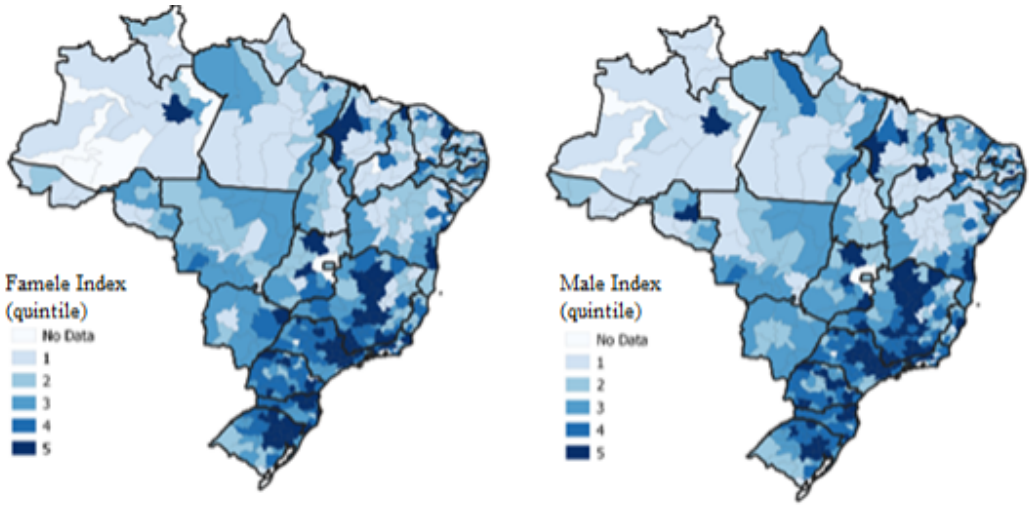 Famele Index
(quintile)
No Data
1
2
3
4
5
Male Index
(quintile)
No Data
1
2
3
4
5